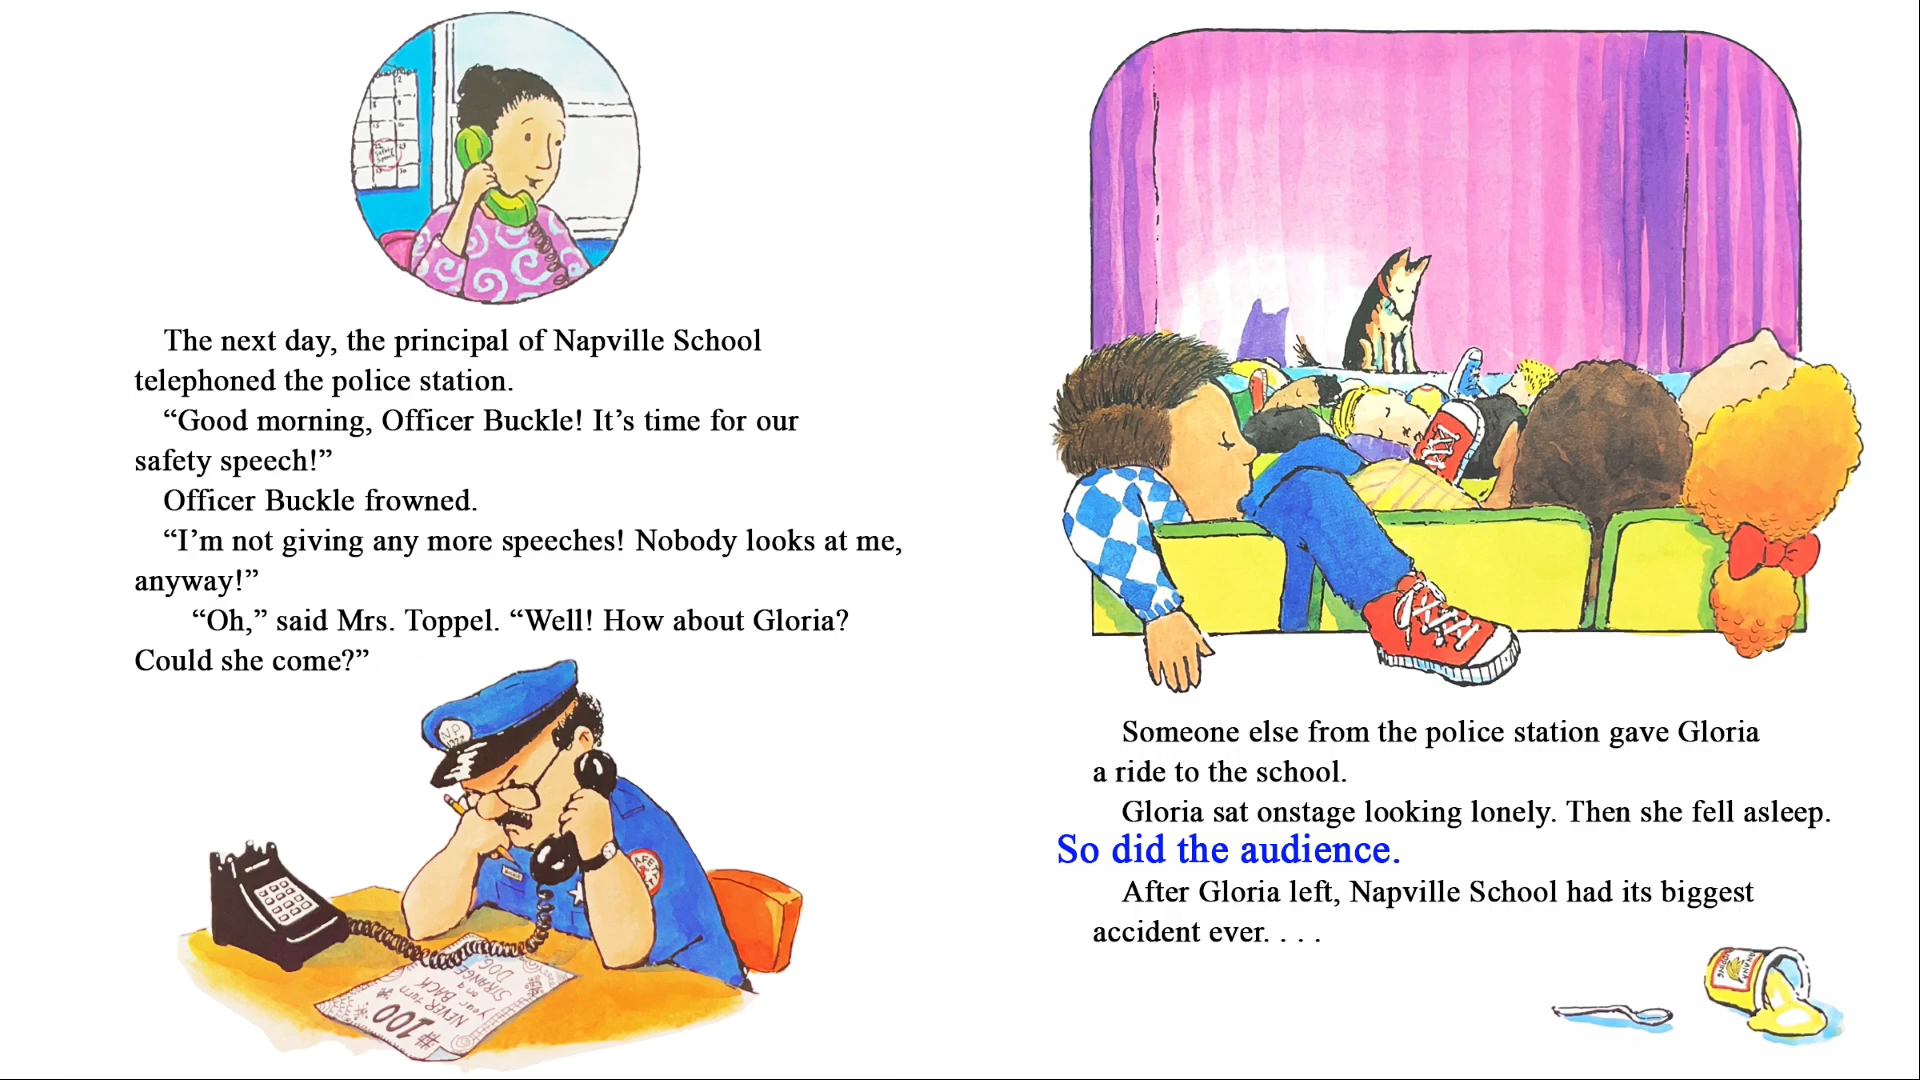 The next day, the principal of Napville School
telephoned the police station.
“Good morning, Officer Buckle! It’s time for our
safety speech!”
Officer Buckle frowned.
“I’m not giving any more speeches! Nobody looks at me,
anyway!”
“Oh,” said Mrs. Toppel. “Well! How about Gloria?
Could she come?”
N.P.
#100
NEVER turn
your BACK
on a
STRANGE
DOG
Someone else from the police station gave Gloria
a ride to the school.
Gloria sat onstage looking lonely. Then she fell asleep.
So did the audience.
After Gloria left, Napville School had its biggest
accident ever. . . .